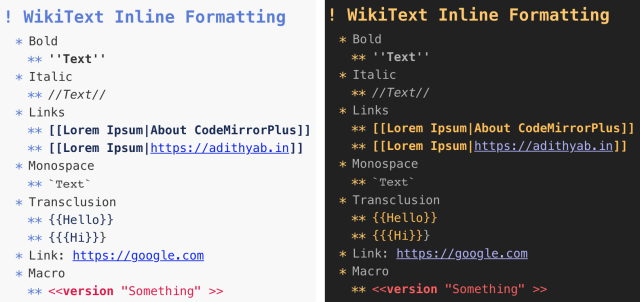 ! WikiText Inline Formatting
* Bold
** ''Text''
* Italic
** //Text//
* Links
** [[Lorem Ipsum|About CodeMirrorPlus]]
** [[Lorem Ipsum|https://adithyab.in]]
* Monospace
** `Text`
* Transclusion
** {{Hello}}
** {{{Hi}}}
* Link: https://google.com
* Macro
** <<version "Something" >>
! WikiText Inline Formatting
* Bold
** ''Text''
* Italic
** //Text//
* Links
** [[Lorem Ipsum|About CodeMirrorPlus]]
** [[Lorem Ipsum|https://adithyab.in]]
* Monospace
** `Text`
* Transclusion
** {{Hello}}
** {{{Hi}}}
* Link: https://google.com
* Macro
** <<version "Something" >>